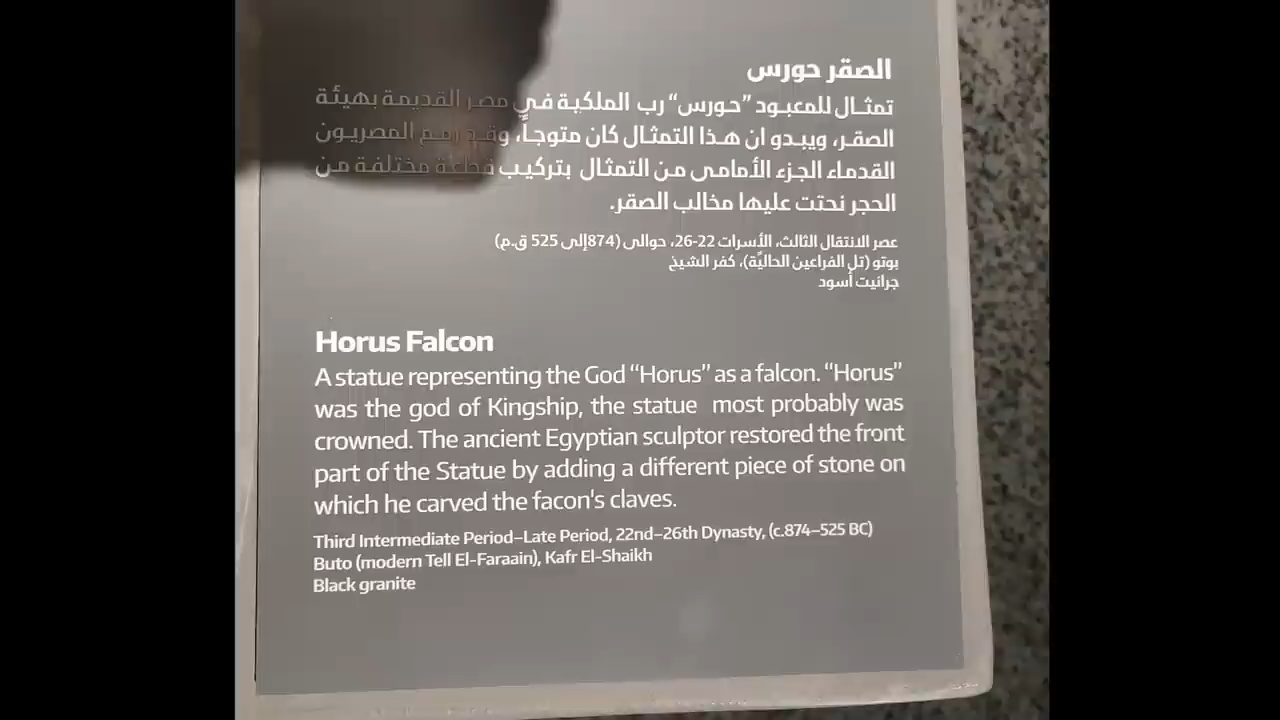 الصقر حورس
تمثال للمعبود "حورس" رب الملكية في مصر القديمة بهيئة
الصقر، ويبدو ان هذا التمثال كان متوجاً، وقد رمم المصريون
القدماء الجزء الأمامى من التمثال بتركيب قطعة مختلفة من
الحجر نحتت عليها مخالب الصقر.
عصر الانتقال الثالث، الأسرات 22-26، حوالى (874إلى 525 ق.م)
بوتو (تل الفراعين الحاليَّة)، كفر الشيخ
جرانيت أسود
Horus Falcon
A statue representing the God "Horus" as a falcon. "Horus"
was the god of Kingship, the statue most probably was
crowned. The ancient Egyptian sculptor restored the front
part of the Statue by adding a different piece of stone on
which he carved the facon's claves.
Third Intermediate Period–Late Period, 22nd–26th Dynasty, (c.874–525 BC)
Buto (modern Tell El-Faraain), Kafr El-Shaikh
Black granite